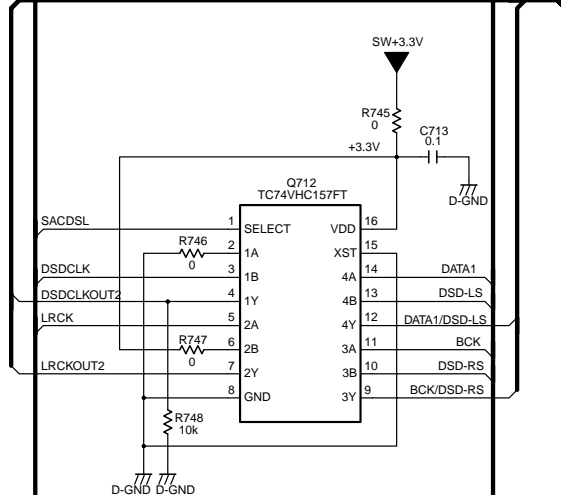 SW+3.3V
R745
0
C713
0.1
+3.3V
D-GND
Q712
TC74VHC157FT
SACDSL
1
SELECT
VDD
16
R746
0
2
1A
XST
15
DSDCLK
3
1B
4A
14
DATA1
DSDCLKOUT2
4
1Y
4B
13
DSD-LS
LRCK
5
2A
4Y
12
DATA1/DSD-LS
R747
0
6
2B
3A
11
BCK
LRCKOUT2
7
2Y
3B
10
DSD-RS
8
GND
3Y
9
BCK/DSD-RS
R748
10k
D-GND
D-GND